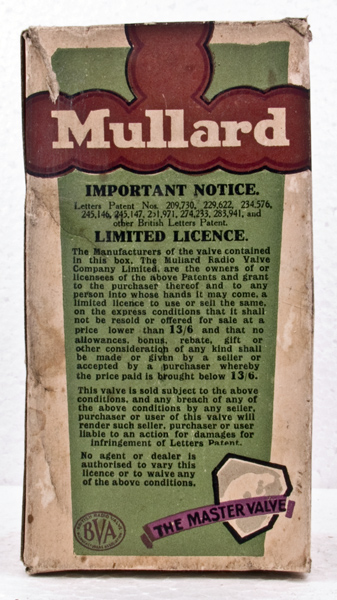 Mullard
IMPORTANT NOTICE.
Letters Patent Nos. 209,730, 229,622, 234,576,
245,146, 245,147, 251,971, 274,233, 283,941, and
other British Letters Patent.
LIMITED LICENCE.
The Manufacturers of the valve contained
in this box, The Mullard Radio Valve
Company Limited, are the owners of or
licensees of the above Patents and grant
to the purchaser thereof and to any
person into whose hands it may come, a
limited licence to use or sell the same,
on the express conditions that it shall
not be resold or offered for sale at a
price lower than 13/6 and that no
allowances, bonus, rebate, gift or
other consideration of any kind shall
be made or given by a seller or
accepted by a purchaser whereby
the price paid is brought below 13/6.
This valve is sold subject to the above
conditions, and any breach of any of
the above conditions by any seller,
purchaser or user of this valve will
render such seller, purchaser or user
liable to an action for damages for
infringement of Letters Patent.
No agent or dealer is
authorised to vary this
licence or to waive any
of the above conditions.
BVA
THE MASTER VALVE